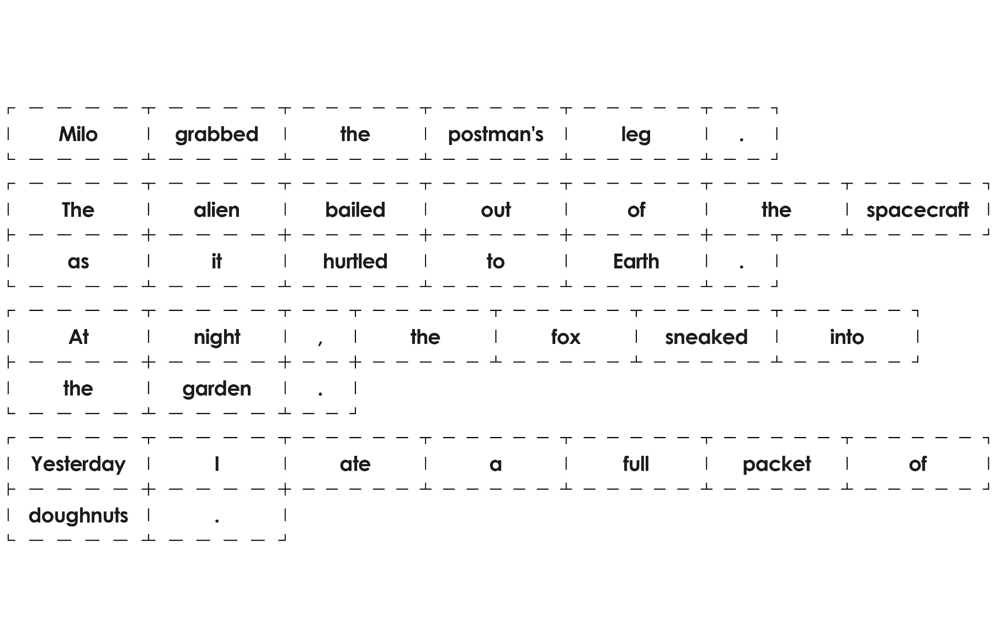 Milo grabbed the postman's leg .
The alien bailed out of the spacecraft
as it hurtled to Earth .
At night , the fox sneaked into
the garden .
Yesterday I ate a full packet of
doughnuts .